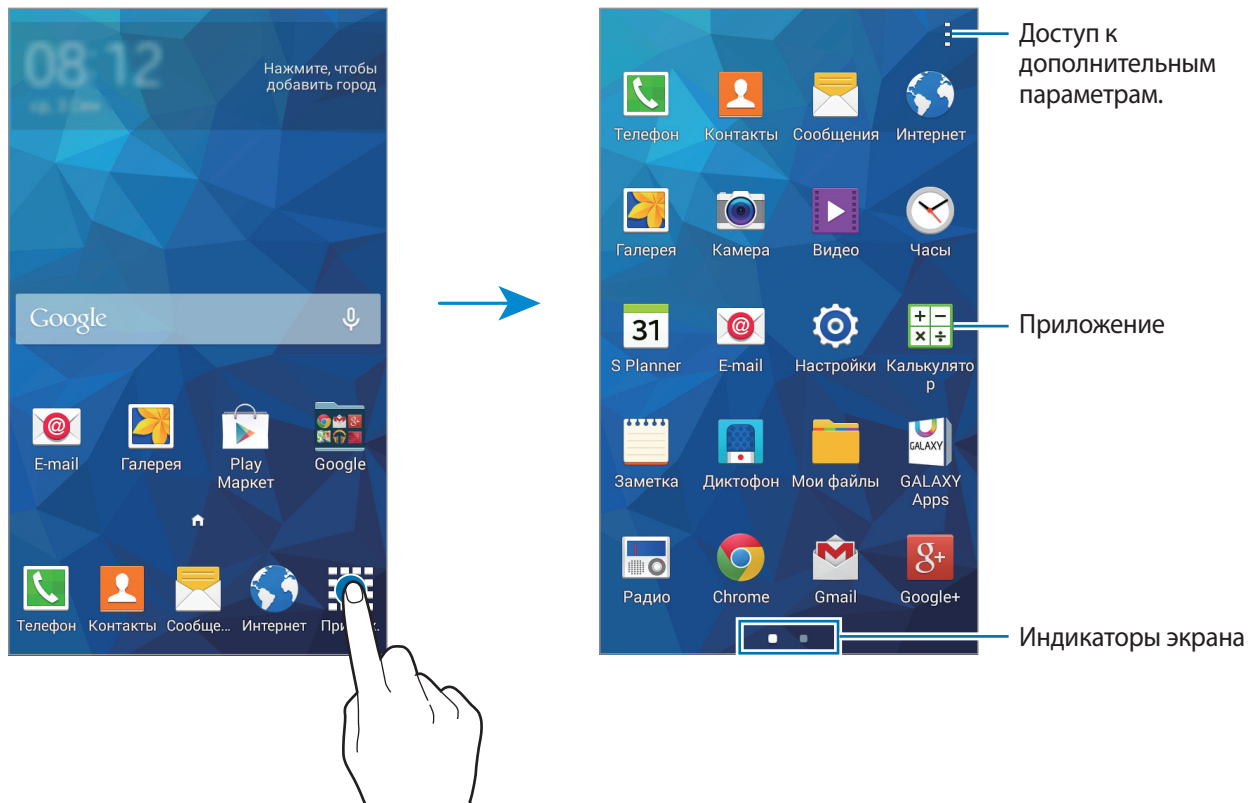 08:12
Нажмите, чтобы
добавить город
Google
E-mail
Галерея
Play
Маркет
Google
Телефон
Контакты
Сообще...
Интернет
Доступ к
дополнительным
параметрам.
Телефон
Контакты
Сообщения
Интернет
Галерея
Камера
Видео
Часы
31
S Planner
E-mail
Настройки
Калькулято
р
Приложение
Заметка
Диктофон
Мои файлы
GALAXY
GALAXY
Apps
Радио
Chrome
Gmail
8+
Google+
Индикаторы экрана